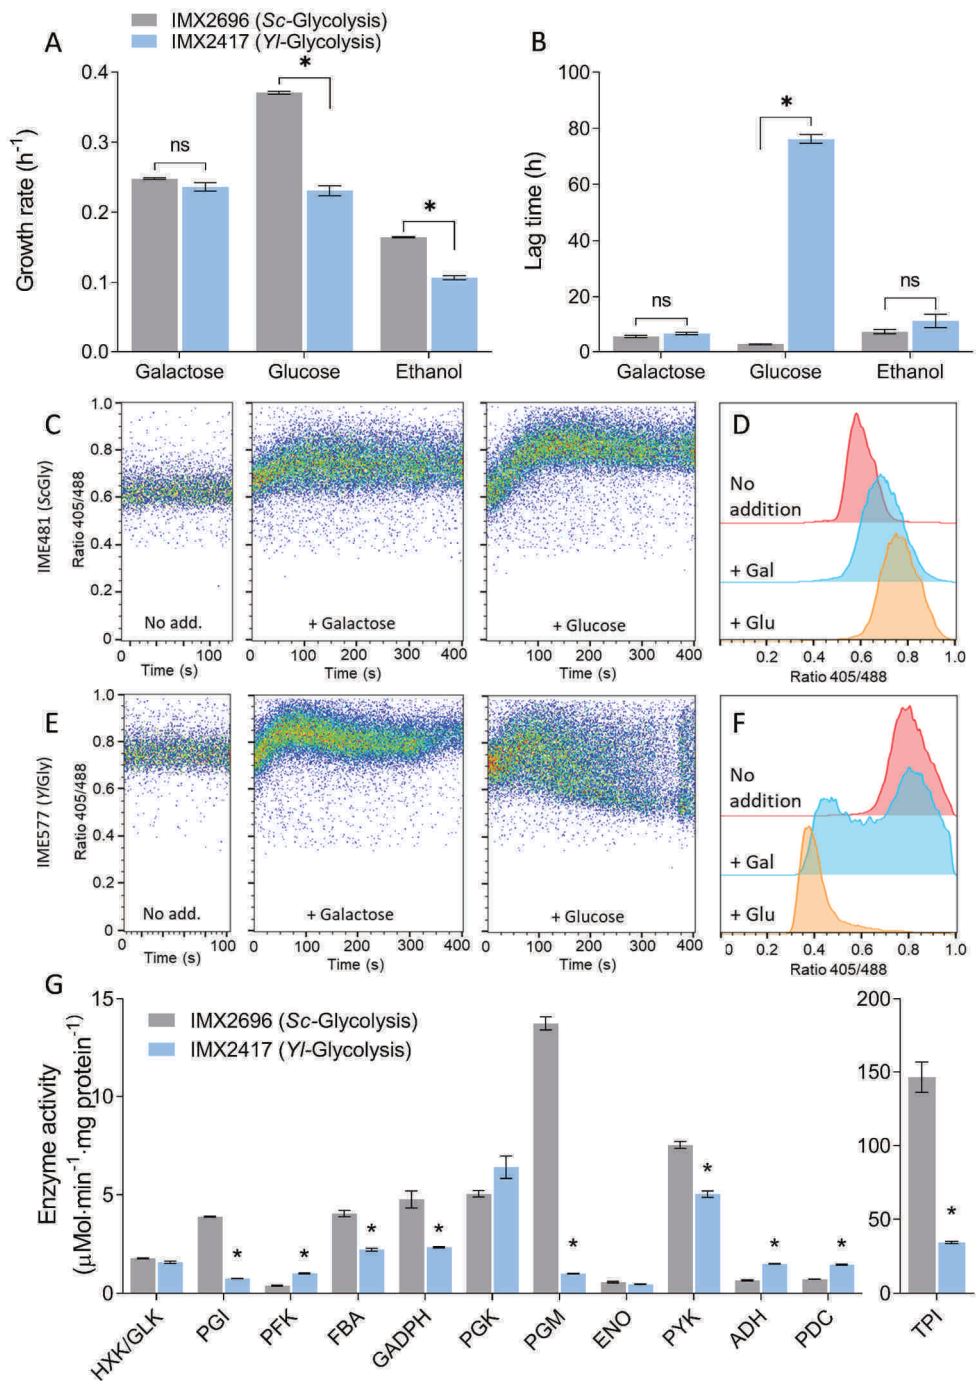 IMX2696 (Sc-Glycolysis)
IMX2417 (Yl-Glycolysis)
A
Growth rate (h-1)
0.4
0.3
0.2
0.1
0.0
ns
*
*
Galactose Glucose Ethanol
B
Lag time (h)
100
80
60
40
20
0
ns
*
ns
Galactose Glucose Ethanol
C
IME481 (ScGly)
Ratio 405/488
1.0
0.8
0.6
0.4
0.2
0
No add.
0 100
Time (s)
+ Galactose
0 100 200 300 400
Time (s)
+ Glucose
0 100 200 300 400
Time (s)
D
No
addition
+ Gal
+ Glu
0.2 0.4 0.6 0.8 1.0
Ratio 405/488
E
IME577 (YlGly)
Ratio 405/488
1.0
0.8
0.6
0.4
0.2
0
No add.
0 100
Time (s)
+ Galactose
0 100 200 300 400
Time (s)
+ Glucose
0 100 200 300 400
Time (s)
F
No
addition
+ Gal
+ Glu
0 0.2 0.4 0.6 0.8 1.0
Ratio 405/488
G
IMX2696 (Sc-Glycolysis)
IMX2417 (Yl-Glycolysis)
Enzyme activity
(µMol·min-1·mg protein-1)
15
10
5
0
* * * * * * * *
HXK/GLK PGI PFK FBA GADPH PGK PGM ENO PYK ADH PDC
200
150
100
50
0
*
TPI